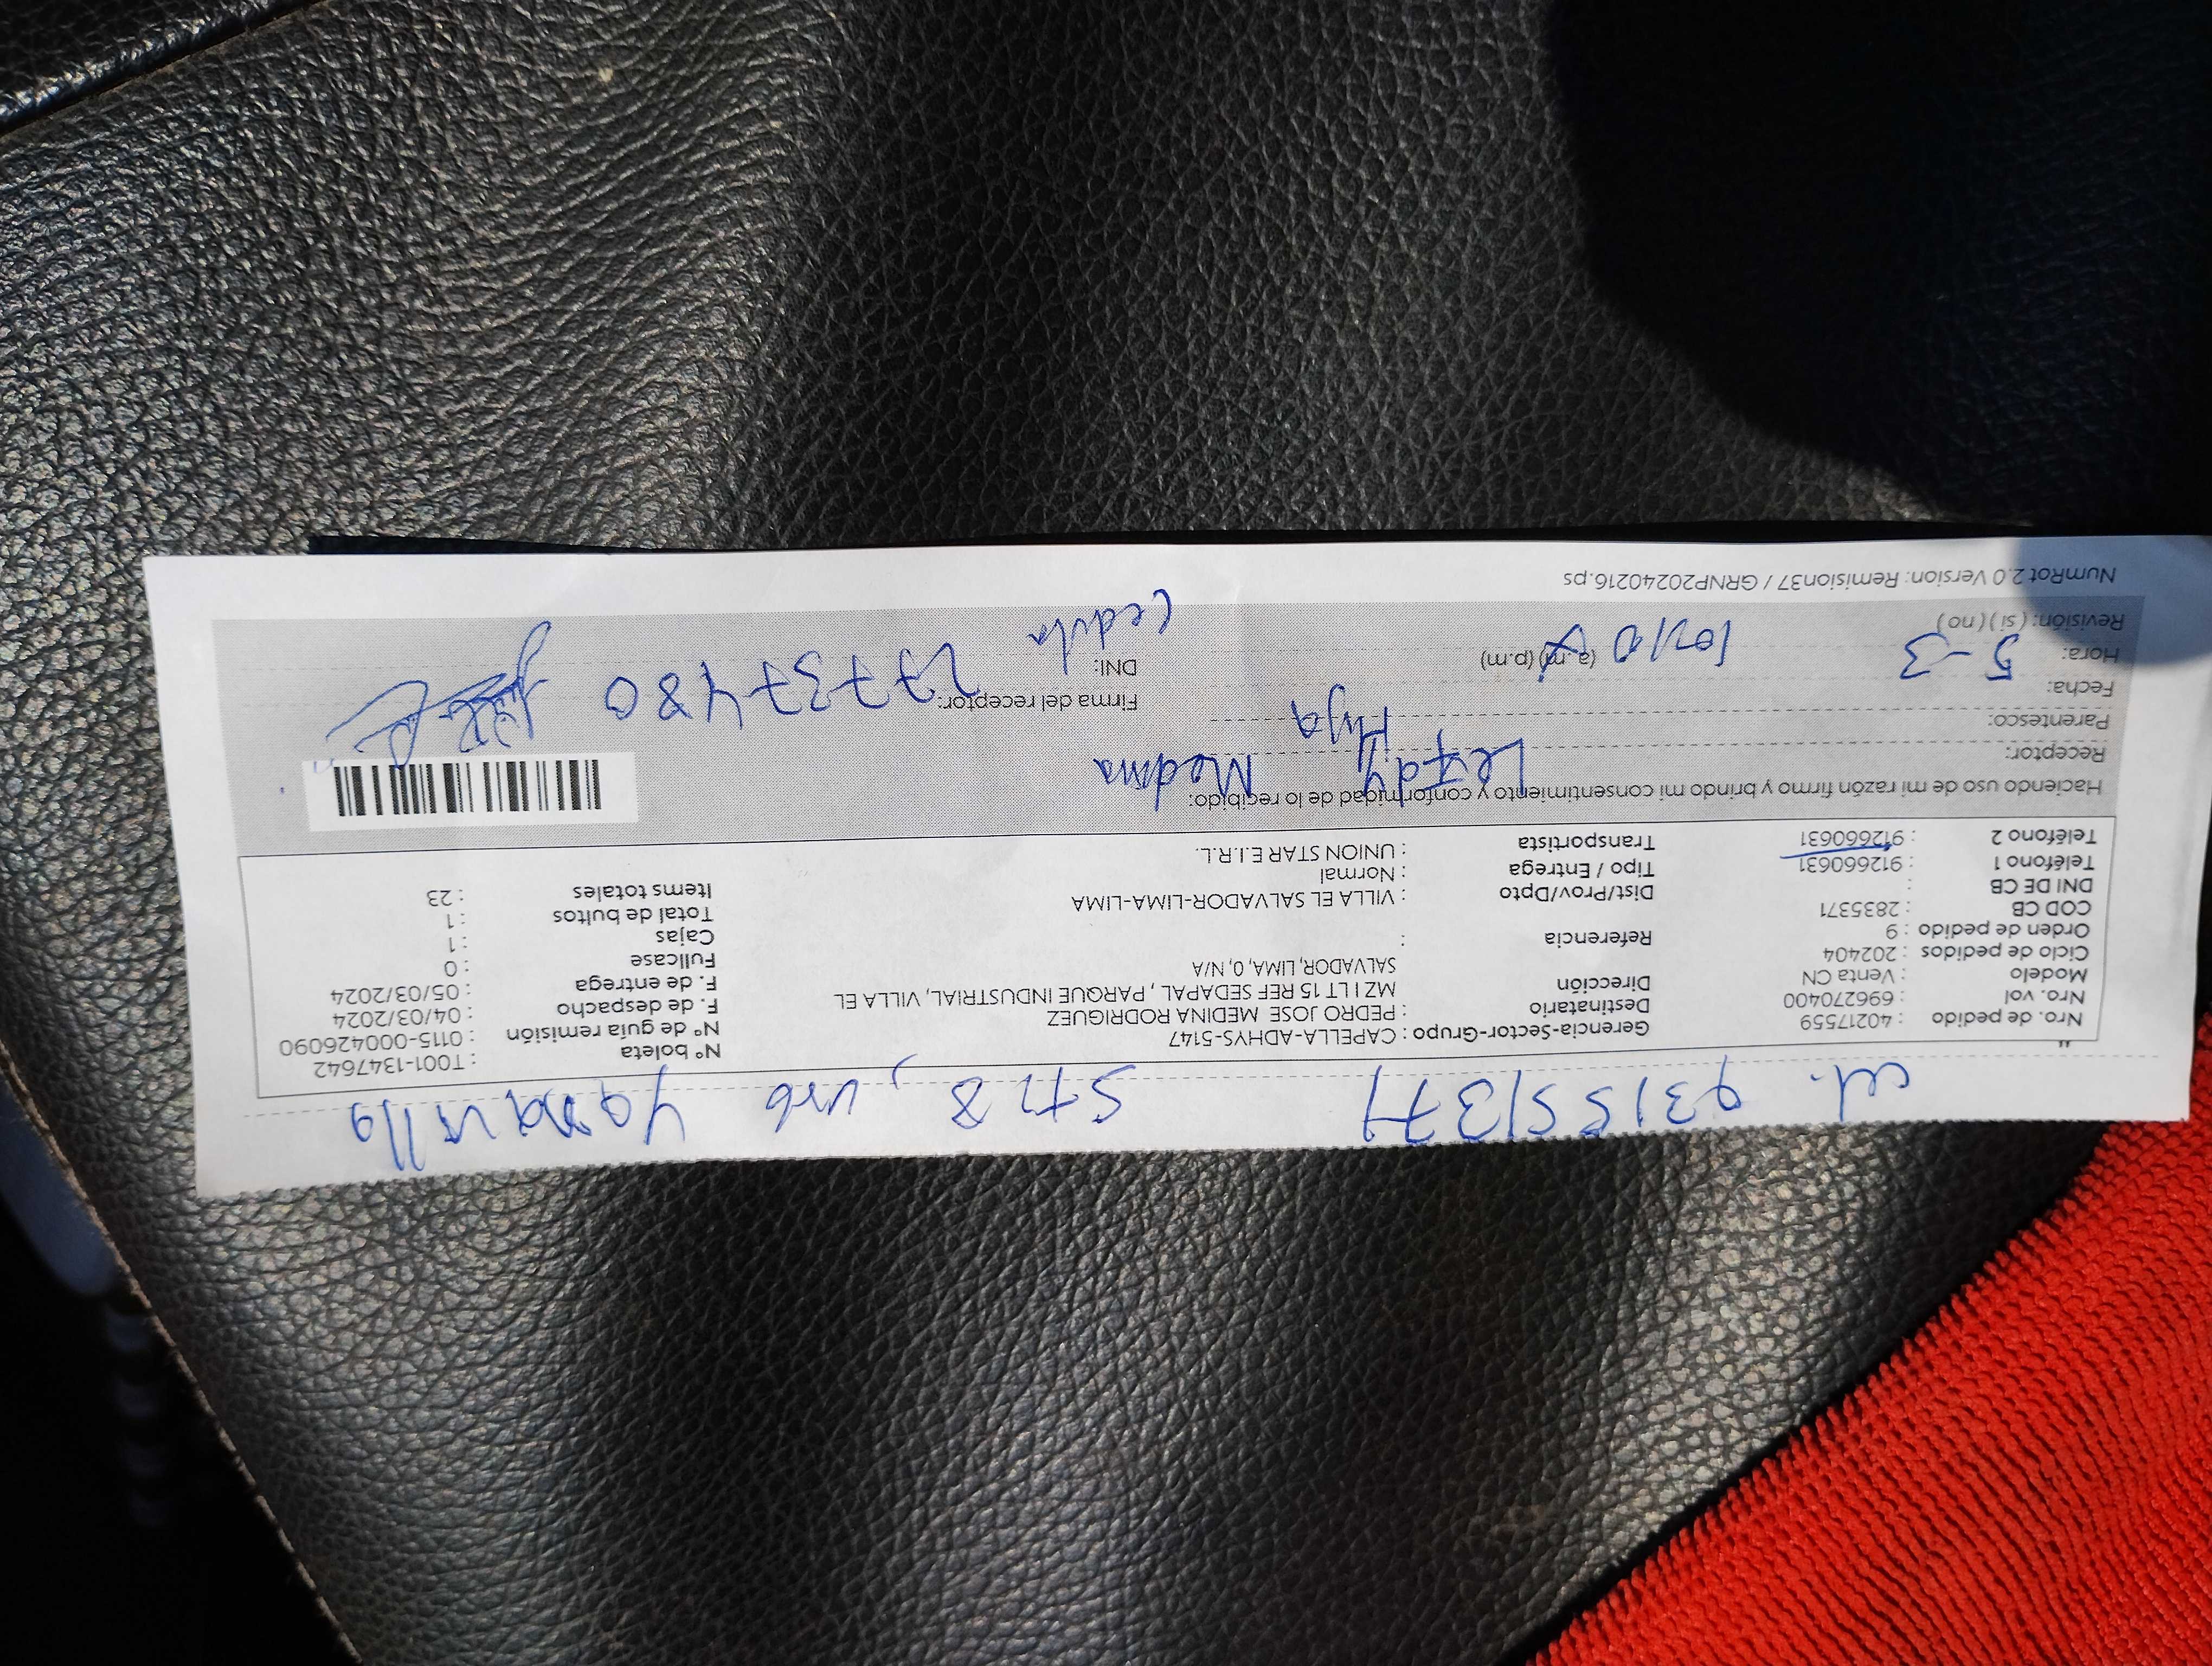 cel. 931551371 St 8, urb Yanavilla
Nro. de pedido : 40217559
Nro. vol : 696270400
Modelo : Venta CN
Ciclo de pedidos : 202404
Orden de pedido : 9
COD CB : 2835371
DNI DE CB :
Teléfono 1 : 912660631
Teléfono 2 : 912660631
Gerencia-Sector-Grupo : CAPELLA-ADHYS-5147
Destinatario : PEDRO JOSE MEDINA RODRIGUEZ
Dirección MZ I LT 15 REF SEDAPAL , PARQUE INDUSTRIAL, VILLA EL
SALVADOR, LIMA, 0, N/A
Referencia :
Dist/Prov/Dpto : VILLA EL SALVADOR-LIMA-LIMA
Tipo / Entrega : Normal
Transportista : UNION STAR E.I.R.L.
N° boleta : T001-1347642
N° de guía remisión : 0115-000426090
F. de despacho : 04/03/2024
F. de entrega : 05/03/2024
Fullcase : 0
Cajas : 1
Total de bultos : 1
Items totales : 23
Haciendo uso de mi razón firmo y brindo mi consentimiento y conformidad de lo recibido:
Receptor: Medina
Parentesco: Hija
Fecha: 5-3
Hora: 10:10 (a.m) (p.m)
Revisión: ( si ) ( no )
Firma del receptor:
DNI: 27737480
Cedula
NumRot 2.0 Version: Remision37 / GRNP20240216.ps